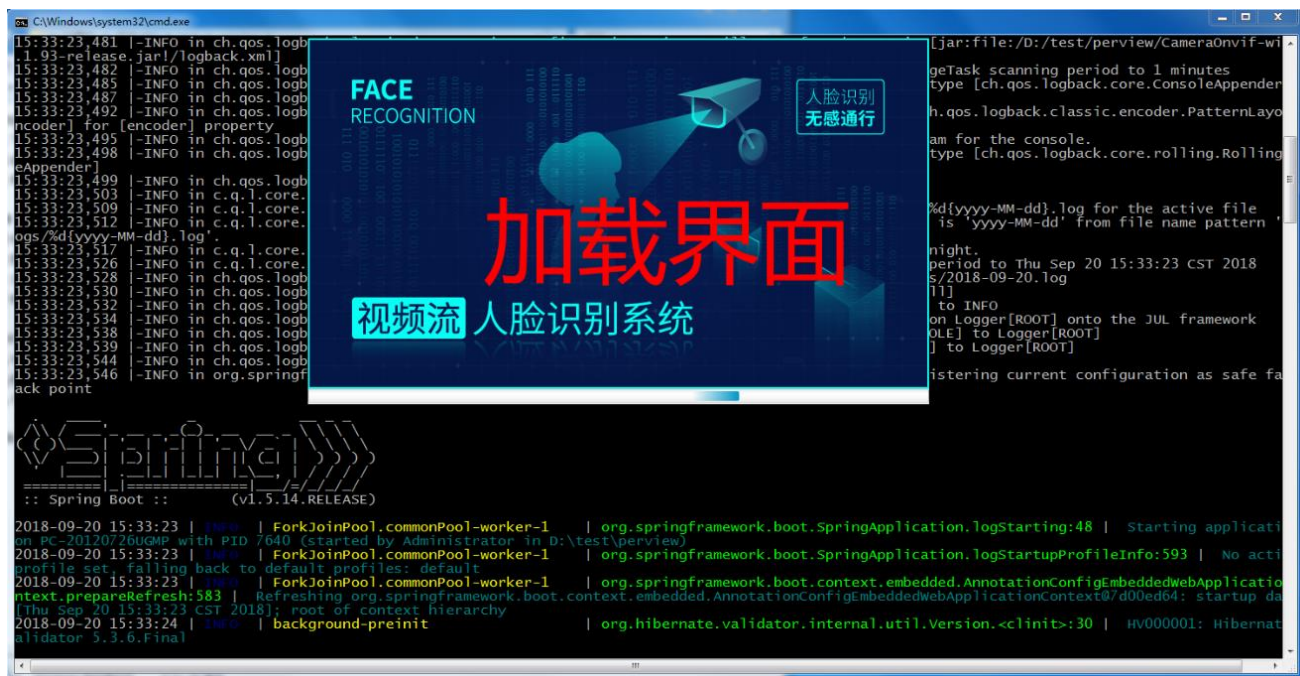 C:\Windows\system32\cmd.exe
15:33:23,481 |-INFO in ch.qos.logb [jar:file:/D:/test/perview/CameraOnvif-wi
.1.93-release.jar!/logback.xml]
15:33:23,482 |-INFO in ch.qos.logb geTask scanning period to 1 minutes
15:33:23,485 |-INFO in ch.qos.logb type [ch.qos.logback.core.ConsoleAppender
15:33:23,487 |-INFO in ch.qos.logb
15:33:23,492 |-INFO in ch.qos.logb h.qos.logback.classic.encoder.PatternLayo
ncoder] for [encoder] property
15:33:23,495 |-INFO in ch.qos.logb am for the console.
15:33:23,498 |-INFO in ch.qos.logb type [ch.qos.logback.core.rolling.Rolling
eAppender]
15:33:23,499 |-INFO in ch.qos.logb
15:33:23,503 |-INFO in c.q.l.core.
15:33:23,509 |-INFO in c.q.l.core. %d{yyyy-MM-dd}.log for the active file
15:33:23,512 |-INFO in c.q.l.core. is 'yyyy-MM-dd' from file name pattern '
ogs/%d{yyyy-MM-dd}.log'.
15:33:23,517 |-INFO in c.q.l.core. night.
15:33:23,526 |-INFO in c.q.l.core. period to Thu Sep 20 15:33:23 CST 2018
15:33:23,528 |-INFO in ch.qos.logb s/2018-09-20.log
15:33:23,530 |-INFO in ch.qos.logb ll]
15:33:23,532 |-INFO in ch.qos.logb to INFO
15:33:23,534 |-INFO in ch.qos.logb on Logger[ROOT] onto the JUL framework
15:33:23,538 |-INFO in ch.qos.logb OLE] to Logger[ROOT]
15:33:23,539 |-INFO in ch.qos.logb ] to Logger[ROOT]
15:33:23,544 |-INFO in ch.qos.logb
15:33:23,546 |-INFO in org.springf istering current configuration as safe fa
ack point
FACE
RECOGNITION
人脸识别
无感通行
加载界面
视频流 人脸识别系统
Spring
:: Spring Boot :: (v1.5.14.RELEASE)
2018-09-20 15:33:23 | INFO | ForkJoinPool.commonPool-worker-1 | org.springframework.boot.SpringApplication.logStarting:48 | Starting applicati
on PC-20120726UGMP with PID 7640 (started by Administrator in D:\test\perview)
2018-09-20 15:33:23 | INFO | ForkJoinPool.commonPool-worker-1 | org.springframework.boot.SpringApplication.logStartupProfileInfo:593 | No acti
profile set, falling back to default profiles: default
2018-09-20 15:33:23 | INFO | ForkJoinPool.commonPool-worker-1 | org.springframework.boot.context.embedded.AnnotationConfigEmbeddedWebApplicatio
ntext.prepareRefresh:583 | Refreshing org.springframework.boot.context.embedded.AnnotationConfigEmbeddedWebApplicationContext@7d00ed64: startup da
[Thu Sep 20 15:33:23 CST 2018]; root of context hierarchy
2018-09-20 15:33:24 | INFO | background-preinit | org.hibernate.validator.internal.util.Version.<clinit>:30 | HV000001: Hibernat
alidator 5.3.6.Final